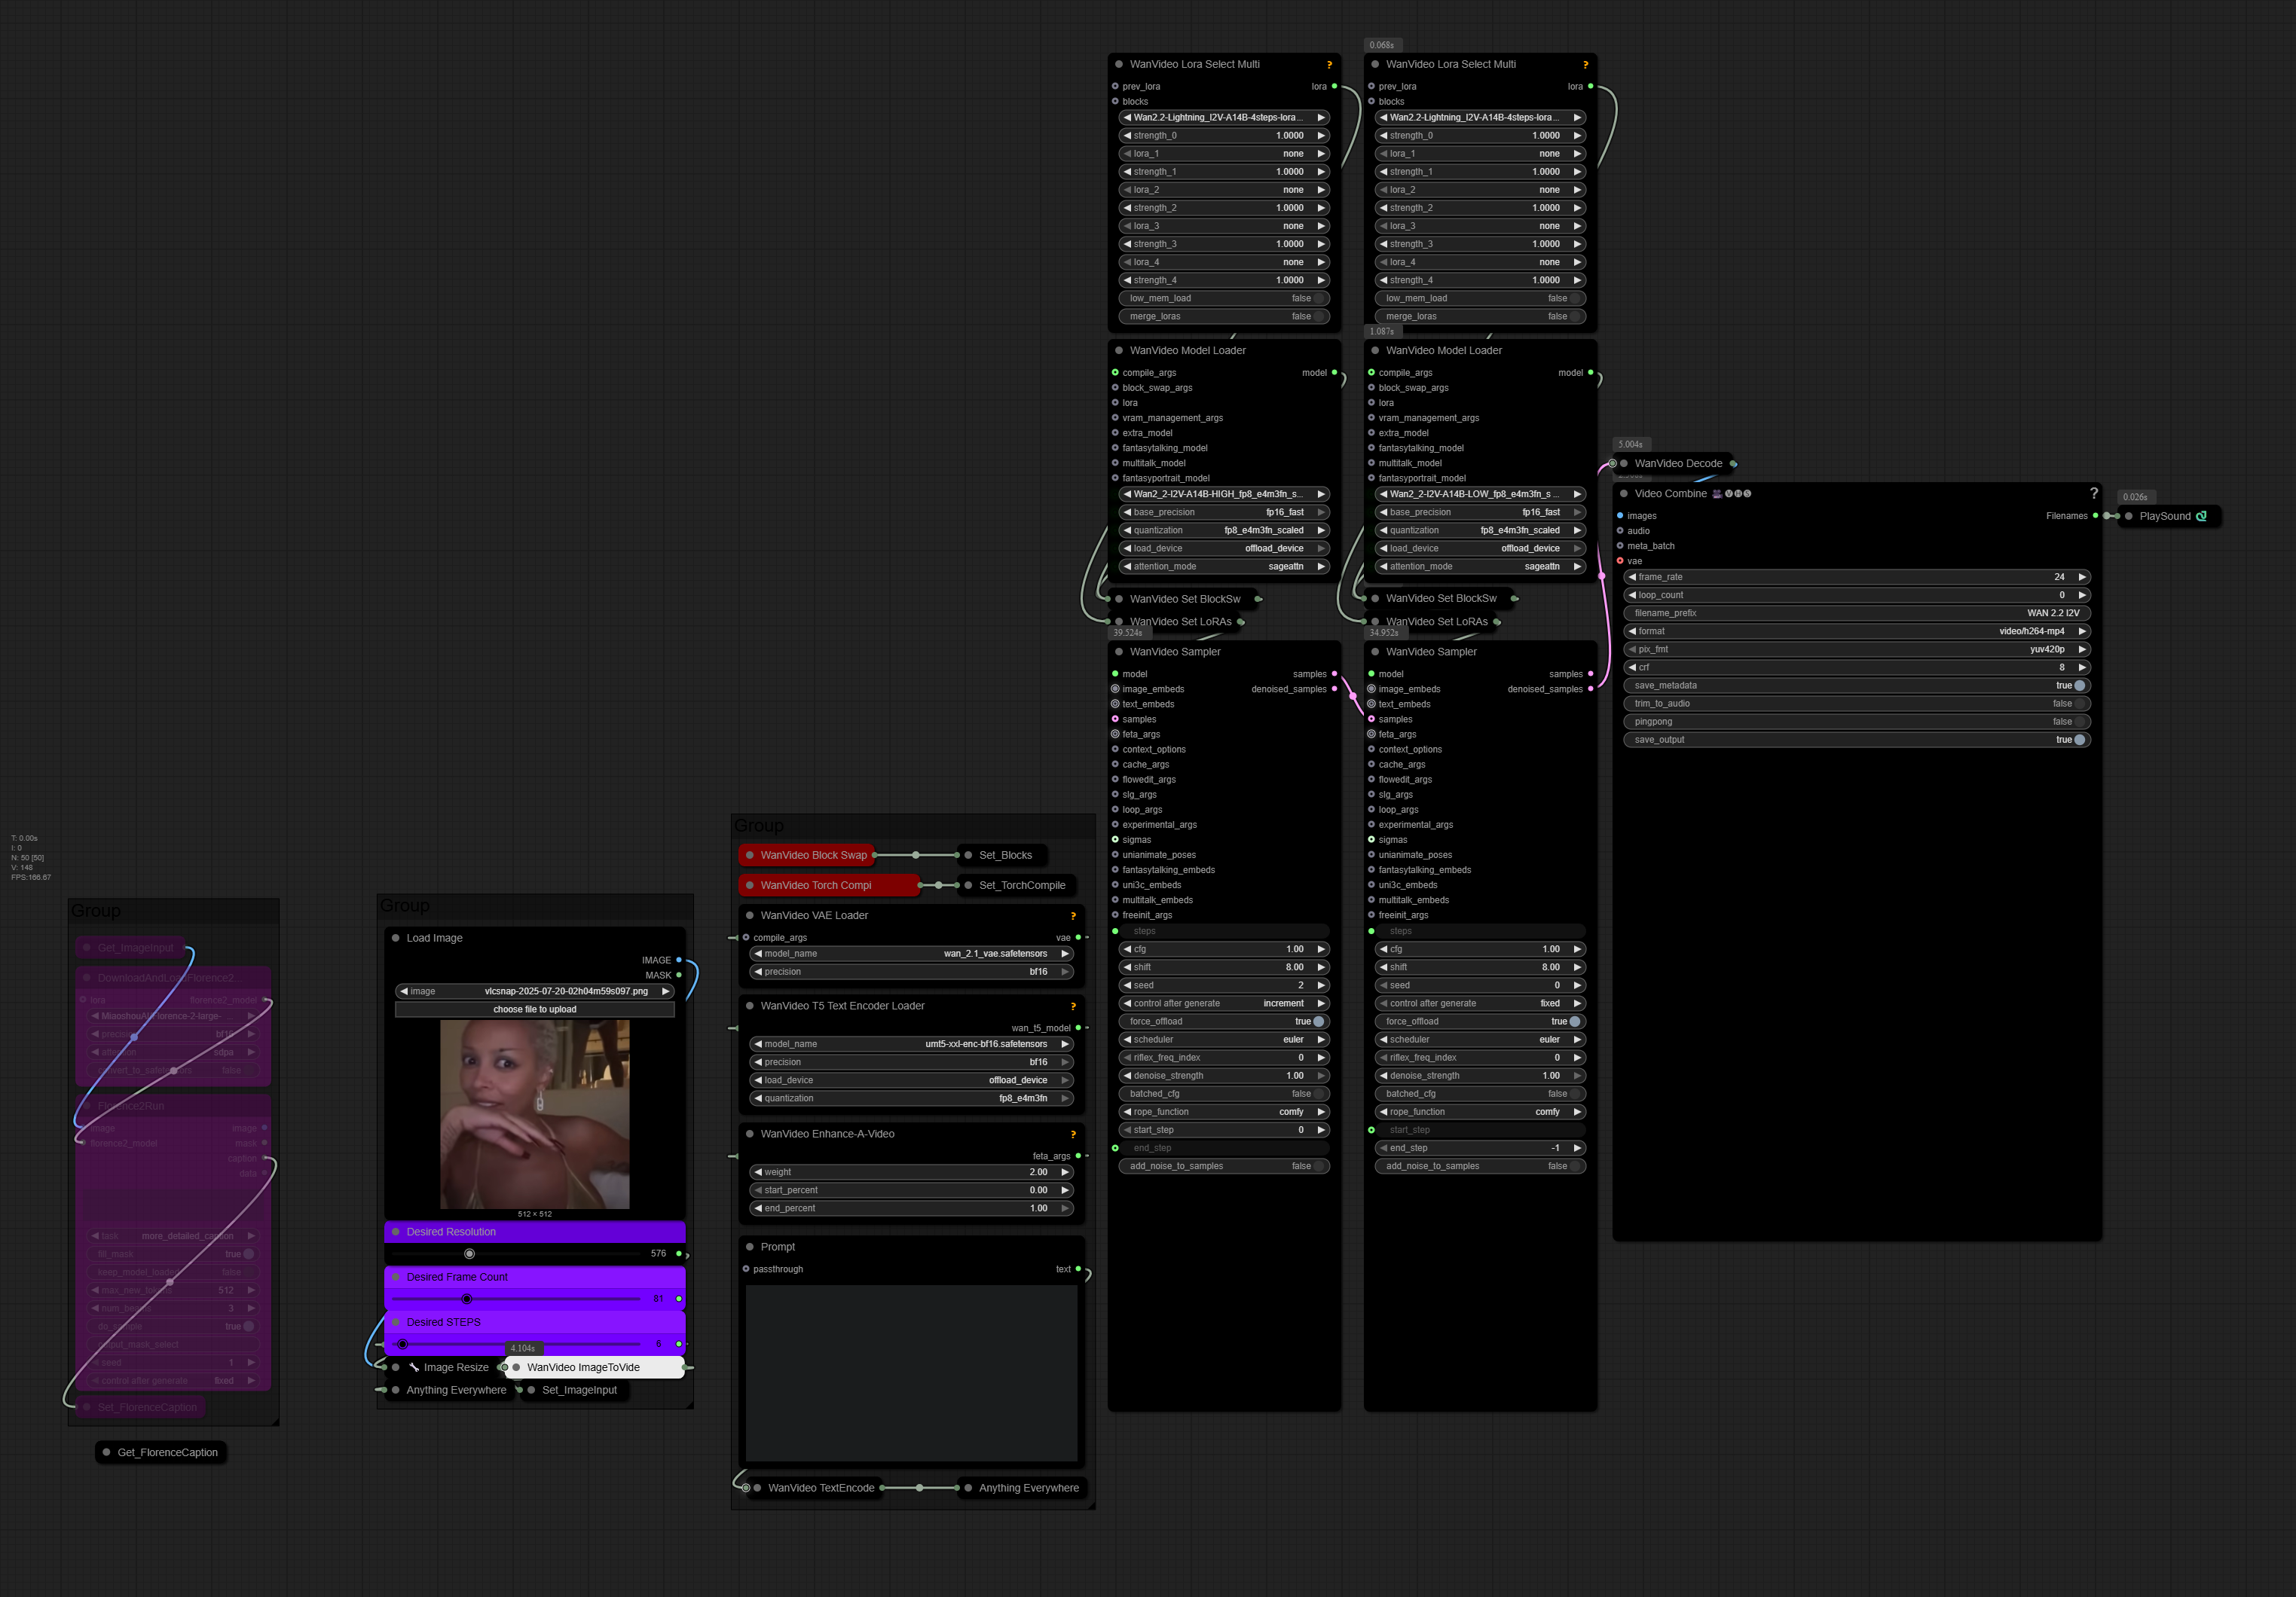 T: 0.00s
I: 0
N: 50 [50]
V: 148
FPS:166.67
Group
Get_ImageInput
DownloadAndLoadFlorence2
lora florence2_model
MiaoshouAI/Florence-2-large-
precision bf16
attention sdpa
convert_to_safetensors false
Florence2Run
image image
florence2_model mask
caption
data
task more_detailed_caption
fill_mask true
keep_model_loaded false
max_new_tokens 512
num_beams 3
do_sample true
output_mask_select
seed 1
control after generate fixed
Set_FlorenceCaption
Get_FlorenceCaption
Group
Load Image
IMAGE
MASK
image vlcsnap-2025-07-20-02h04m59s097.png
choose file to upload
512 × 512
Desired Resolution
576
Desired Frame Count
81
Desired STEPS
6
4.104s
Image Resize WanVideo ImageToVide
Anything Everywhere Set_ImageInput
Group
WanVideo Block Swap Set_Blocks
WanVideo Torch Compi Set_TorchCompile
WanVideo VAE Loader ?
compile_args vae
model_name wan_2.1_vae.safetensors
precision bf16
WanVideo T5 Text Encoder Loader ?
wan_t5_model
model_name umt5-xxl-enc-bf16.safetensors
precision bf16
load_device offload_device
quantization fp8_e4m3fn
WanVideo Enhance-A-Video ?
feta_args
weight 2.00
start_percent 0.00
end_percent 1.00
Prompt
passthrough text
WanVideo TextEncode Anything Everywhere
WanVideo Lora Select Multi ?
prev_lora lora
blocks
Wan2.2-Lightning_I2V-A14B-4steps-lora...
strength_0 1.0000
lora_1 none
strength_1 1.0000
lora_2 none
strength_2 1.0000
lora_3 none
strength_3 1.0000
lora_4 none
strength_4 1.0000
low_mem_load false
merge_loras false
WanVideo Model Loader
compile_args model
block_swap_args
lora
vram_management_args
extra_model
fantasytalking_model
multitalk_model
fantasyportrait_model
Wan2_2-I2V-A14B-HIGH_fp8_e4m3fn_s...
base_precision fp16_fast
quantization fp8_e4m3fn_scaled
load_device offload_device
attention_mode sageattn
WanVideo Set BlockSw
WanVideo Set LoRAs
39.524s
WanVideo Sampler
model samples
image_embeds denoised_samples
text_embeds
samples
feta_args
context_options
cache_args
flowedit_args
slg_args
loop_args
experimental_args
sigmas
unianimate_poses
fantasytalking_embeds
uni3c_embeds
multitalk_embeds
freeinit_args
steps
cfg 1.00
shift 8.00
seed 2
control after generate increment
force_offload true
scheduler euler
riflex_freq_index 0
denoise_strength 1.00
batched_cfg false
rope_function comfy
start_step 0
end_step
add_noise_to_samples false
0.068s
WanVideo Lora Select Multi ?
prev_lora lora
blocks
Wan2.2-Lightning_I2V-A14B-4steps-lora...
strength_0 1.0000
lora_1 none
strength_1 1.0000
lora_2 none
strength_2 1.0000
lora_3 none
strength_3 1.0000
lora_4 none
strength_4 1.0000
low_mem_load false
merge_loras false
1.087s
WanVideo Model Loader
compile_args model
block_swap_args
lora
vram_management_args
extra_model
fantasytalking_model
multitalk_model
fantasyportrait_model
Wan2_2-I2V-A14B-LOW_fp8_e4m3fn_s...
base_precision fp16_fast
quantization fp8_e4m3fn_scaled
load_device offload_device
attention_mode sageattn
WanVideo Set BlockSw
WanVideo Set LoRAs
34.952s
WanVideo Sampler
model samples
image_embeds denoised_samples
text_embeds
samples
feta_args
context_options
cache_args
flowedit_args
slg_args
loop_args
experimental_args
sigmas
unianimate_poses
fantasytalking_embeds
uni3c_embeds
multitalk_embeds
freeinit_args
steps
cfg 1.00
shift 8.00
seed 0
control after generate fixed
force_offload true
scheduler euler
riflex_freq_index 0
denoise_strength 1.00
batched_cfg false
rope_function comfy
start_step
end_step -1
add_noise_to_samples false
5.004s
WanVideo Decode
Video Combine 🎥🅥🅗🅢 ?
images Filenames
audio
meta_batch
vae
frame_rate 24
loop_count 0
filename_prefix WAN 2.2 I2V
format video/h264-mp4
pix_fmt yuv420p
crf 8
save_metadata true
trim_to_audio false
pingpong false
save_output true
0.026s
PlaySound